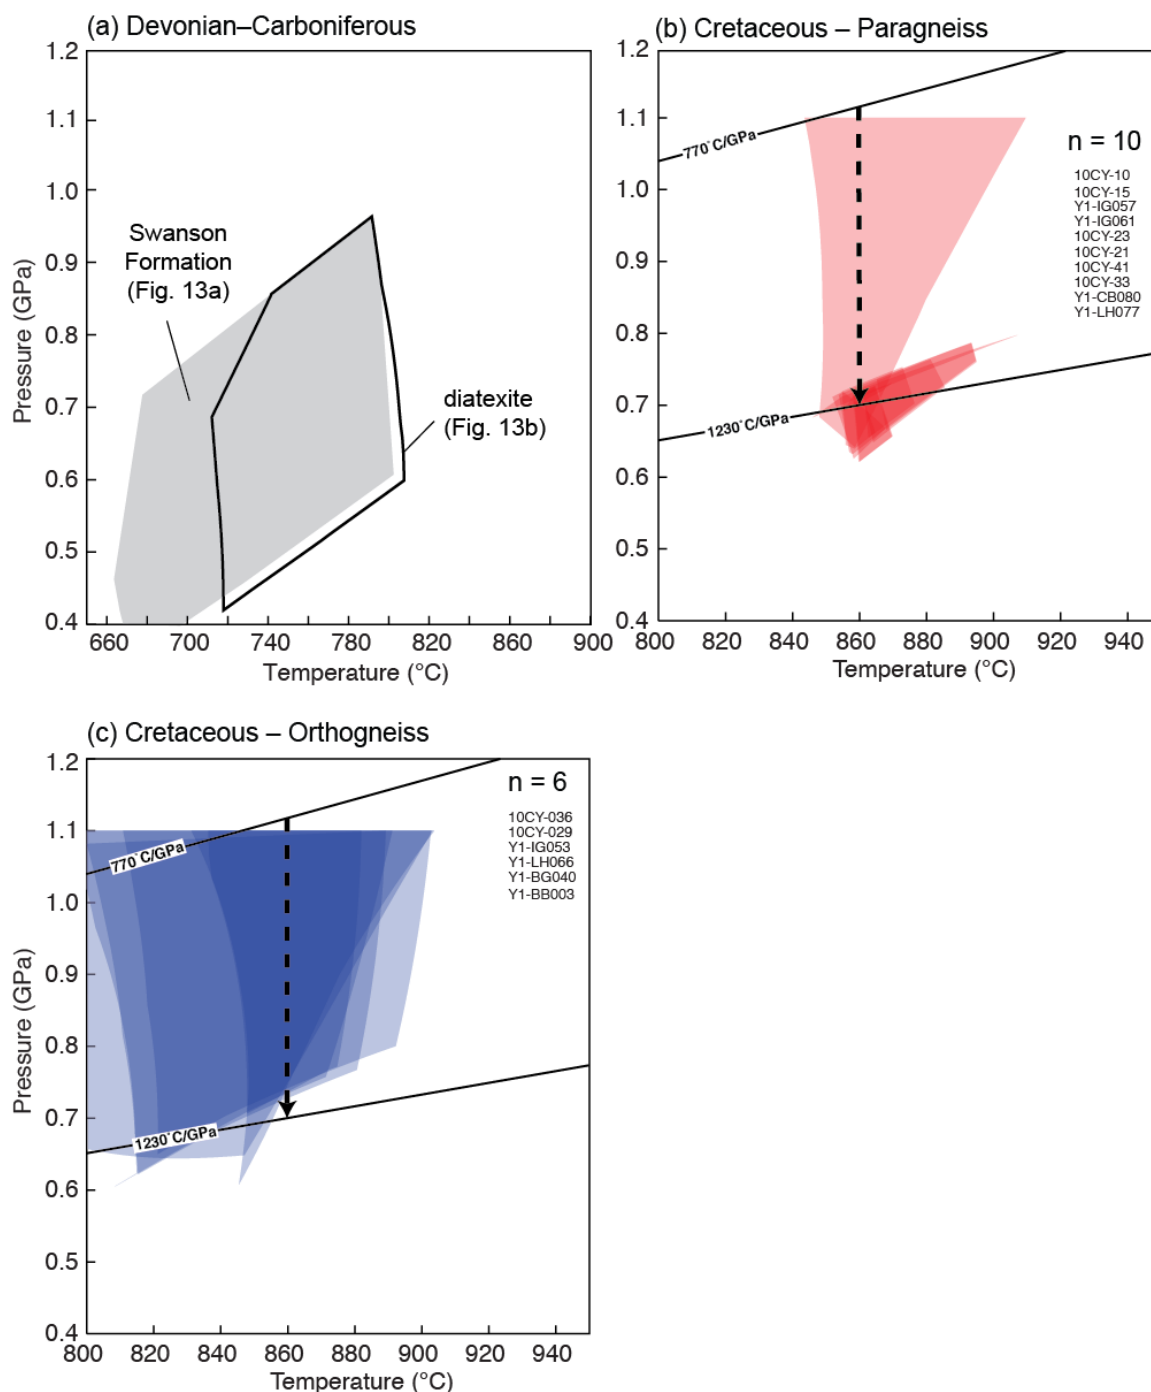 (a) Devonian–Carboniferous
1.2
1.1
1.0
0.9
0.8
0.7
0.6
0.5
0.4
Pressure (GPa)
Swanson
Formation
(Fig. 13a)
diatexite
(Fig. 13b)
660 700 740 780 820 860 900
Temperature (°C)
(b) Cretaceous – Paragneiss
1.2
1.1
1.0
0.9
0.8
0.7
0.6
0.5
0.4
770°C/GPa
1230°C/GPa
n = 10
10CY-10
10CY-15
Y1-IG057
Y1-IG061
10CY-23
10CY-21
10CY-41
10CY-33
Y1-CB080
Y1-LH077
800 820 840 860 880 900 920 940
Temperature (°C)
(c) Cretaceous – Orthogneiss
1.2
1.1
1.0
0.9
0.8
0.7
0.6
0.5
0.4
Pressure (GPa)
770°C/GPa
1230°C/GPa
n = 6
10CY-036
10CY-029
Y1-IG053
Y1-LH066
Y1-BG040
Y1-BB003
800 820 840 860 880 900 920 940
Temperature (°C)